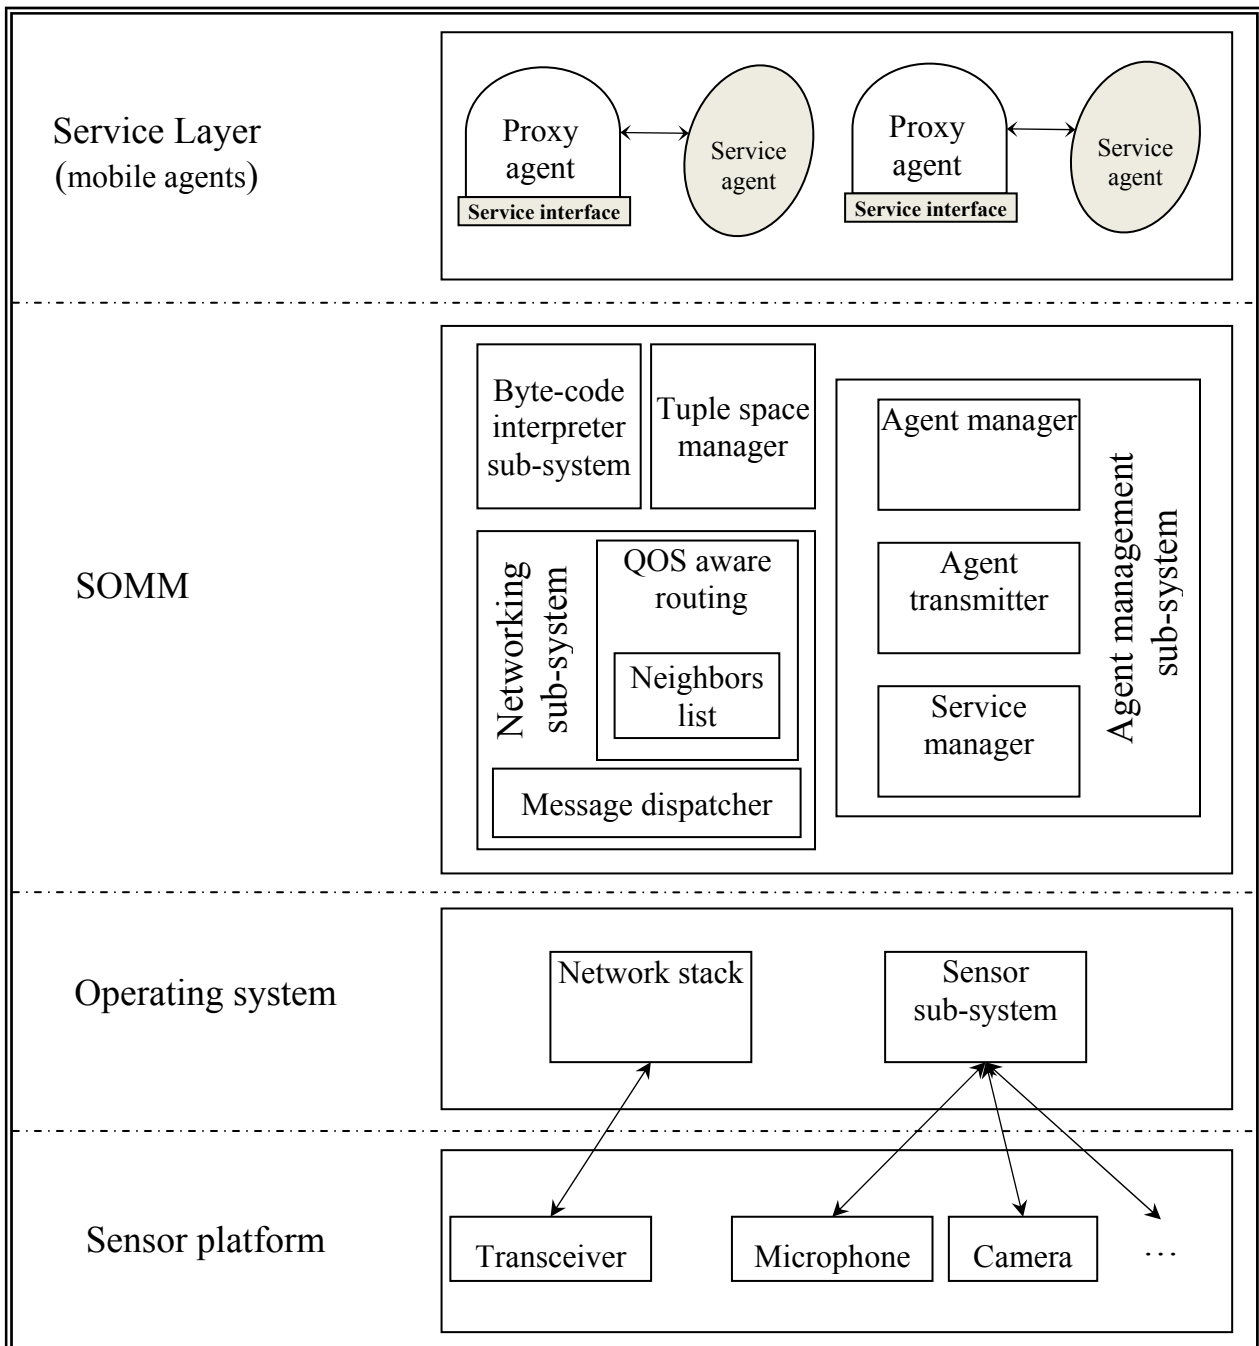 Service Layer
(mobile agents)
Proxy
agent
Service interface
Service
agent
Proxy
agent
Service interface
Service
agent
SOMM
Byte-code
interpreter
sub-system
Tuple space
manager
Networking
sub-system
QOS aware
routing
Neighbors
list
Message dispatcher
Agent manager
Agent
transmitter
Service
manager
Agent management
sub-system
Operating system
Network stack
Sensor
sub-system
Sensor platform
Transceiver
Microphone
Camera
…